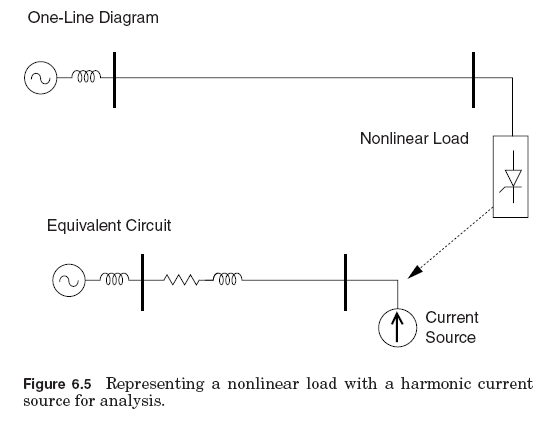 One-Line Diagram
Nonlinear Load
Equivalent Circuit
Current
Source
Figure 6.5 Representing a nonlinear load with a harmonic current
source for analysis.